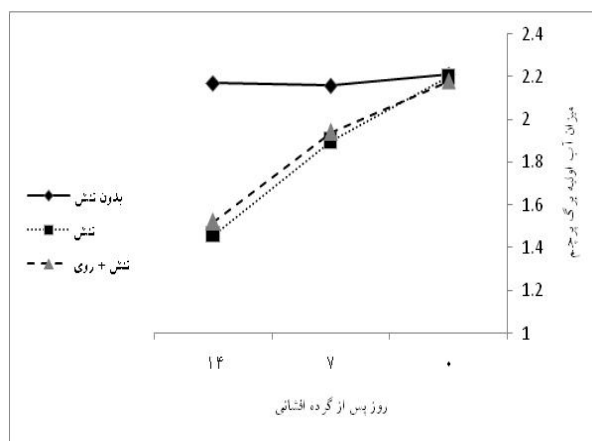 2.4
2.2
2
1.8
1.6
1.4
1.2
1
میزان آب اولیه برگ پرچم
بدون تنش
تنش
تنش + روی
۱۴ ۷ ۰
روز پس از گرده افشانی